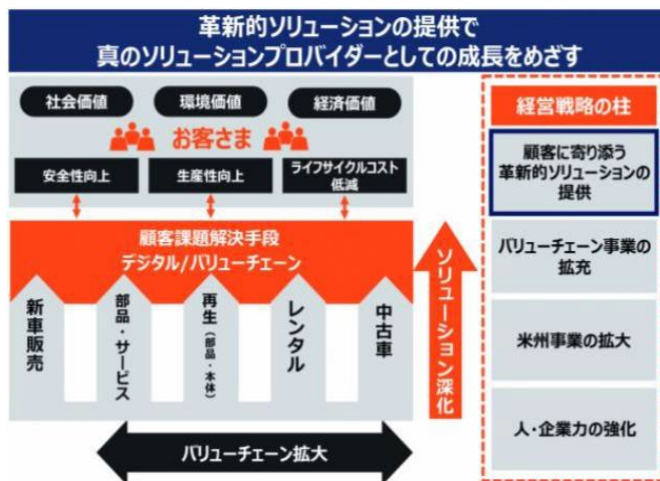 革新的ソリューションの提供で
真のソリューションプロバイダーとしての成長をめざす
社会価値
環境価値
経済価値
お客さま
安全性向上
生産性向上
ライフサイクルコスト
低減
顧客課題解決手段
デジタル/バリューチェーン
新車販売
部品・サービス
再生（部品・本体）
レンタル
中古車
バリューチェーン拡大
ソリューション深化
経営戦略の柱
顧客に寄り添う
革新的ソリューションの
提供
バリューチェーン事業の
拡充
米州事業の拡大
人・企業力の強化